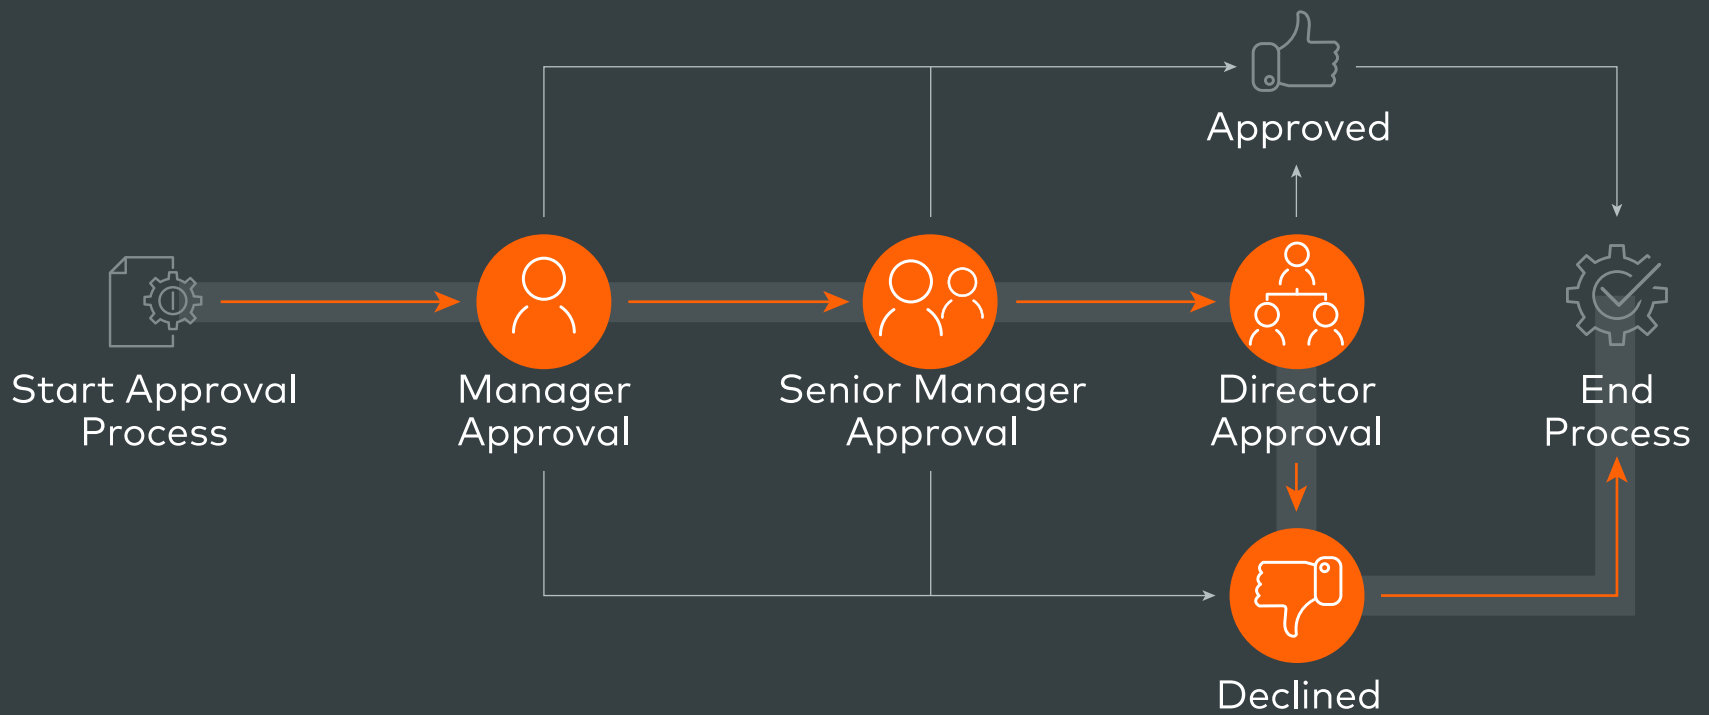 Approved
Start Approval
Process
Manager
Approval
Senior Manager
Approval
Director
Approval
End
Process
Declined